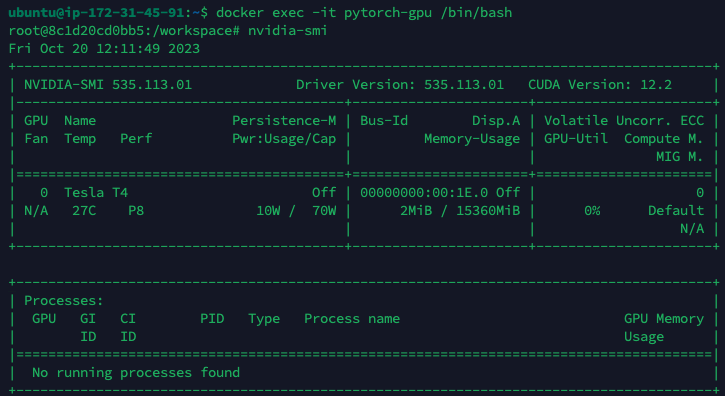 ubuntu@ip-172-31-45-91:~$ docker exec -it pytorch-gpu /bin/bash
root@8c1d20cd0bb5:/workspace# nvidia-smi
Fri Oct 20 12:11:49 2023
+---------------------------------------------------------------------------------------+
| NVIDIA-SMI 535.113.01             Driver Version: 535.113.01   CUDA Version: 12.2     |
|-----------------------------------------+----------------------+----------------------+
| GPU  Name                 Persistence-M | Bus-Id        Disp.A | Volatile Uncorr. ECC |
| Fan  Temp   Perf          Pwr:Usage/Cap |         Memory-Usage | GPU-Util  Compute M. |
|                                         |                      |               MIG M. |
|=========================================+======================+======================|
|   0  Tesla T4                       Off | 00000000:00:1E.0 Off |                    0 |
| N/A   27C    P8              10W /  70W |      2MiB / 15360MiB |      0%      Default |
|                                         |                      |                  N/A |
+-----------------------------------------+----------------------+----------------------+
+---------------------------------------------------------------------------------------+
| Processes:                                                                            |
|  GPU   GI   CI        PID   Type   Process name                            GPU Memory |
|        ID   ID                                                             Usage      |
|=======================================================================================|
|  No running processes found                                                           |
+---------------------------------------------------------------------------------------+